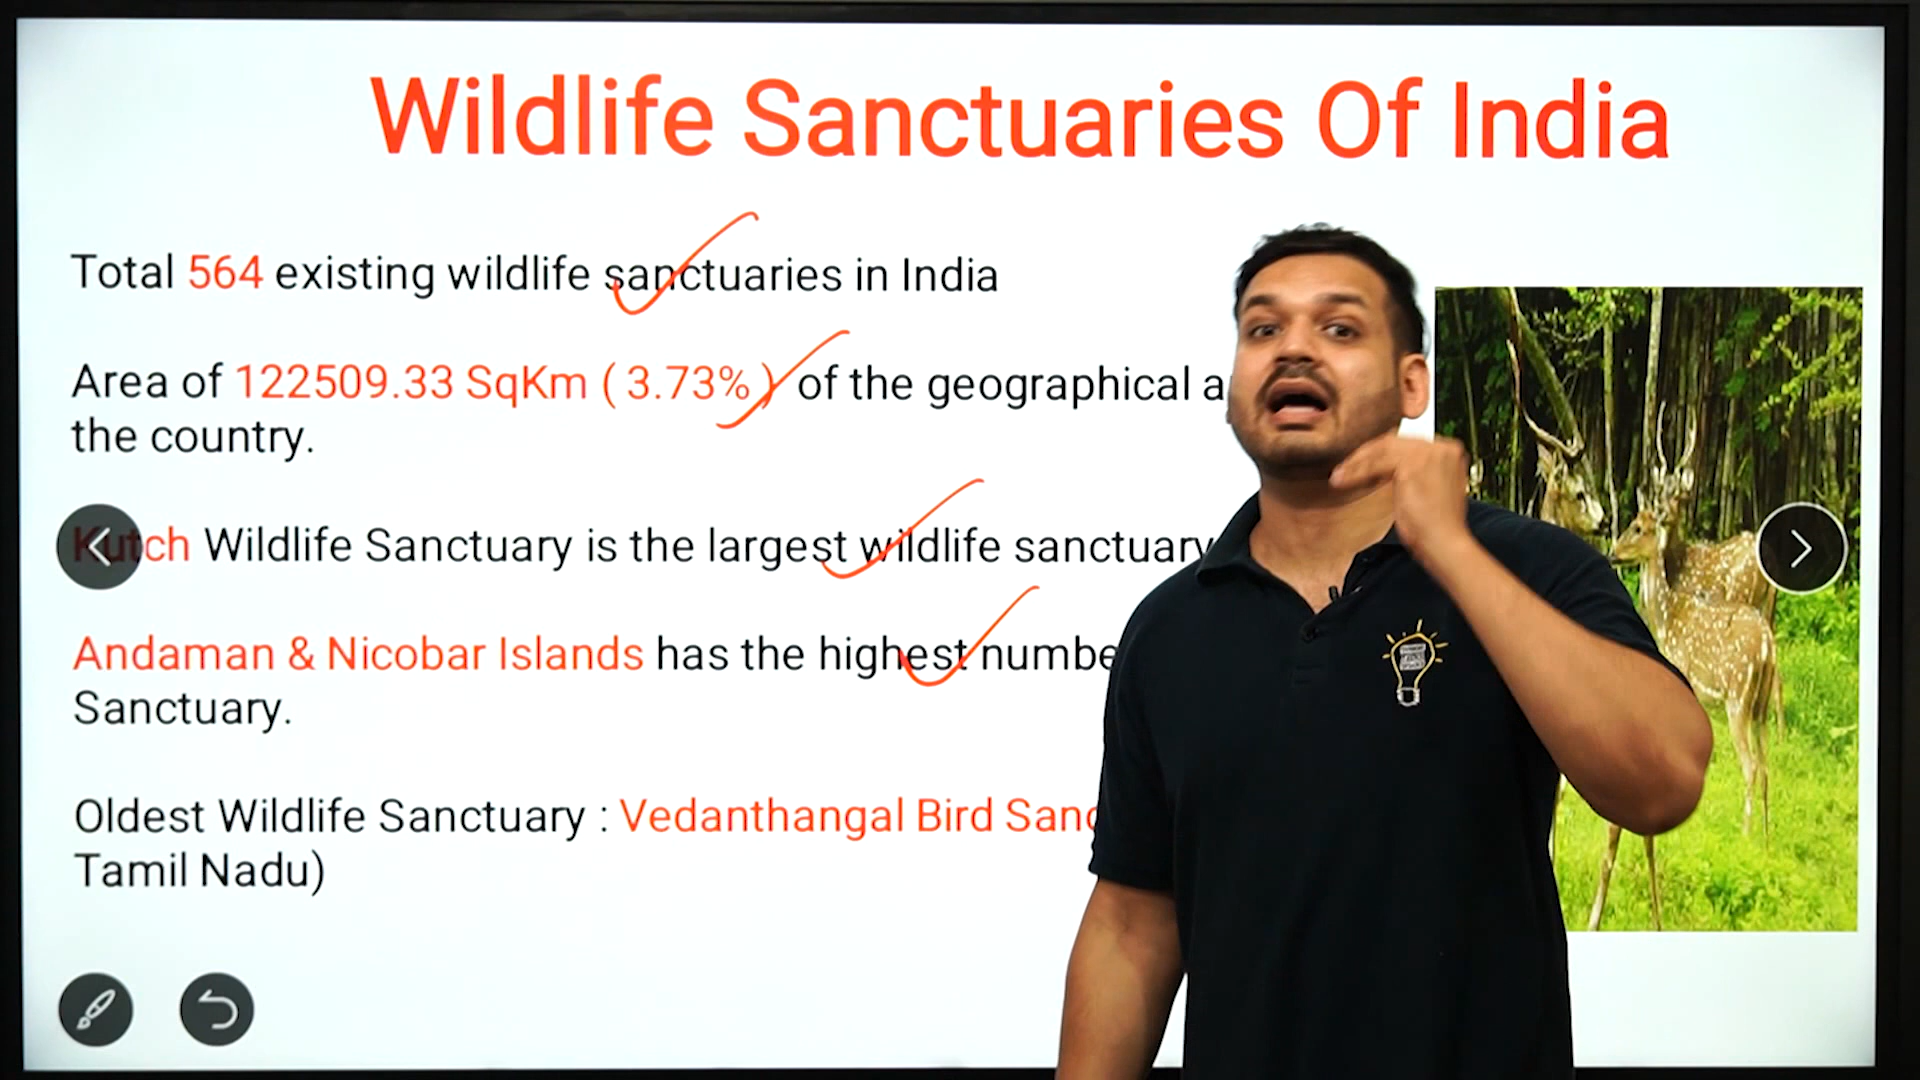 Wildlife Sanctuaries Of India
Total 564 existing wildlife sanctuaries in India
Area of 122509.33 SqKm ( 3.73% ) of the geographical a
the country.
Kutch Wildlife Sanctuary is the largest wildlife sanctuary
Andaman & Nicobar Islands has the highest numbe
Sanctuary.
Oldest Wildlife Sanctuary : Vedanthangal Bird Sanc
Tamil Nadu)